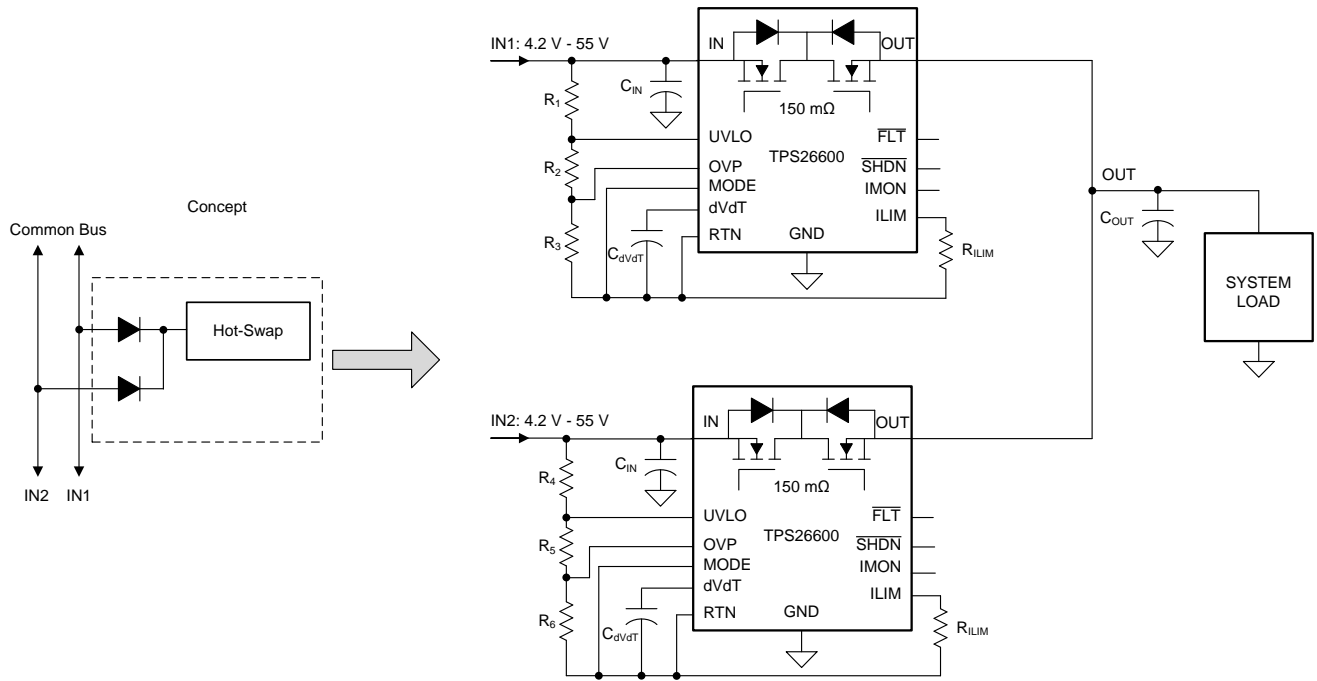 Concept
Common Bus
Hot-Swap
IN2
IN1
IN1: 4.2 V - 55 V
R1
R2
R3
CIN
CdVdT
IN
OUT
150 mΩ
UVLO
OVP
MODE
dVdT
RTN
TPS26600
GND
FLT
SHDN
IMON
ILIM
RILIM
OUT
COUT
SYSTEM
LOAD
IN2: 4.2 V - 55 V
R4
R5
R6
CIN
CdVdT
IN
OUT
150 mΩ
UVLO
OVP
MODE
dVdT
RTN
TPS26600
GND
FLT
SHDN
IMON
ILIM
RILIM